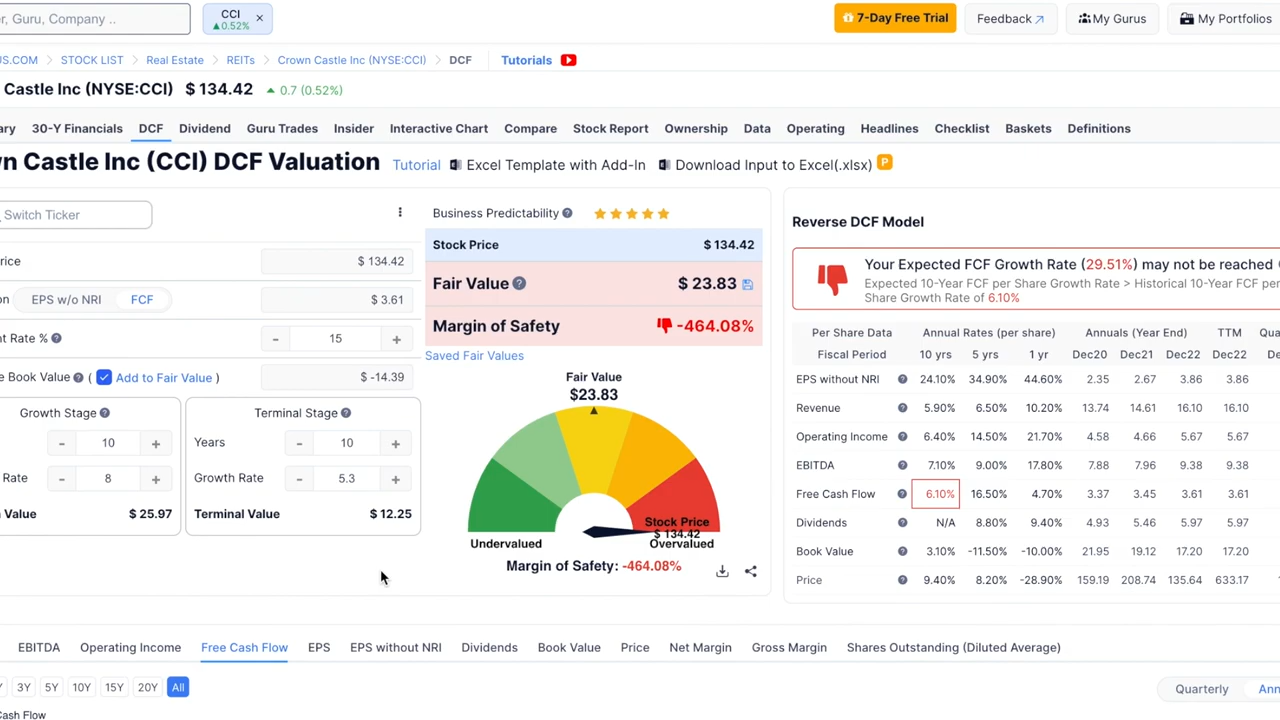 r, Guru, Company ..
CCI
▲0.52%
×
7-Day Free Trial
Feedback ↗
My Gurus
My Portfolios
US.COM > STOCK LIST > Real Estate > REITs > Crown Castle Inc (NYSE:CCI) > DCF
Tutorials
Castle Inc (NYSE:CCI) $ 134.42 ▲ 0.7 (0.52%)
ary 30-Y Financials DCF Dividend Guru Trades Insider Interactive Chart Compare Stock Report Ownership Data Operating Headlines Checklist Baskets Definitions
wn Castle Inc (CCI) DCF Valuation Tutorial Excel Template with Add-In Download Input to Excel(.xlsx) P
Switch Ticker
rice $ 134.42
on EPS w/o NRI FCF $ 3.61
nt Rate % - 15 +
e Book Value ( Add to Fair Value ) $ -14.39
Growth Stage
- 10 +
Rate - 8 +
Value $ 25.97
Terminal Stage
Years - 10 +
Growth Rate - 5.3 +
Terminal Value $ 12.25
Business Predictability
Stock Price $ 134.42
Fair Value $ 23.83
Margin of Safety -464.08%
Saved Fair Values
Fair Value
$23.83
Stock Price
$ 134.42
Undervalued
Overvalued
Margin of Safety: -464.08%
Reverse DCF Model
Your Expected FCF Growth Rate (29.51%) may not be reached (
Expected 10-Year FCF per Share Growth Rate > Historical 10-Year FCF per
Share Growth Rate of 6.10%
Per Share Data Annual Rates (per share) Annuals (Year End) TTM Qua
Fiscal Period 10 yrs 5 yrs 1 yr Dec20 Dec21 Dec22 Dec22 De
EPS without NRI 24.10% 34.90% 44.60% 2.35 2.67 3.86 3.86
Revenue 5.90% 6.50% 10.20% 13.74 14.61 16.10 16.10
Operating Income 6.40% 14.50% 21.70% 4.58 4.66 5.67 5.67
EBITDA 7.10% 9.00% 17.80% 7.88 7.96 9.38 9.38
Free Cash Flow 6.10% 16.50% 4.70% 3.37 3.45 3.61 3.61
Dividends N/A 8.80% 9.40% 4.93 5.46 5.97 5.97
Book Value 3.10% -11.50% -10.00% 21.95 19.12 17.20 17.20
Price 9.40% 8.20% -28.90% 159.19 208.74 135.64 633.17
EBITDA Operating Income Free Cash Flow EPS EPS without NRI Dividends Book Value Price Net Margin Gross Margin Shares Outstanding (Diluted Average)
3Y 5Y 10Y 15Y 20Y All
Quarterly Ann
Cash Flow